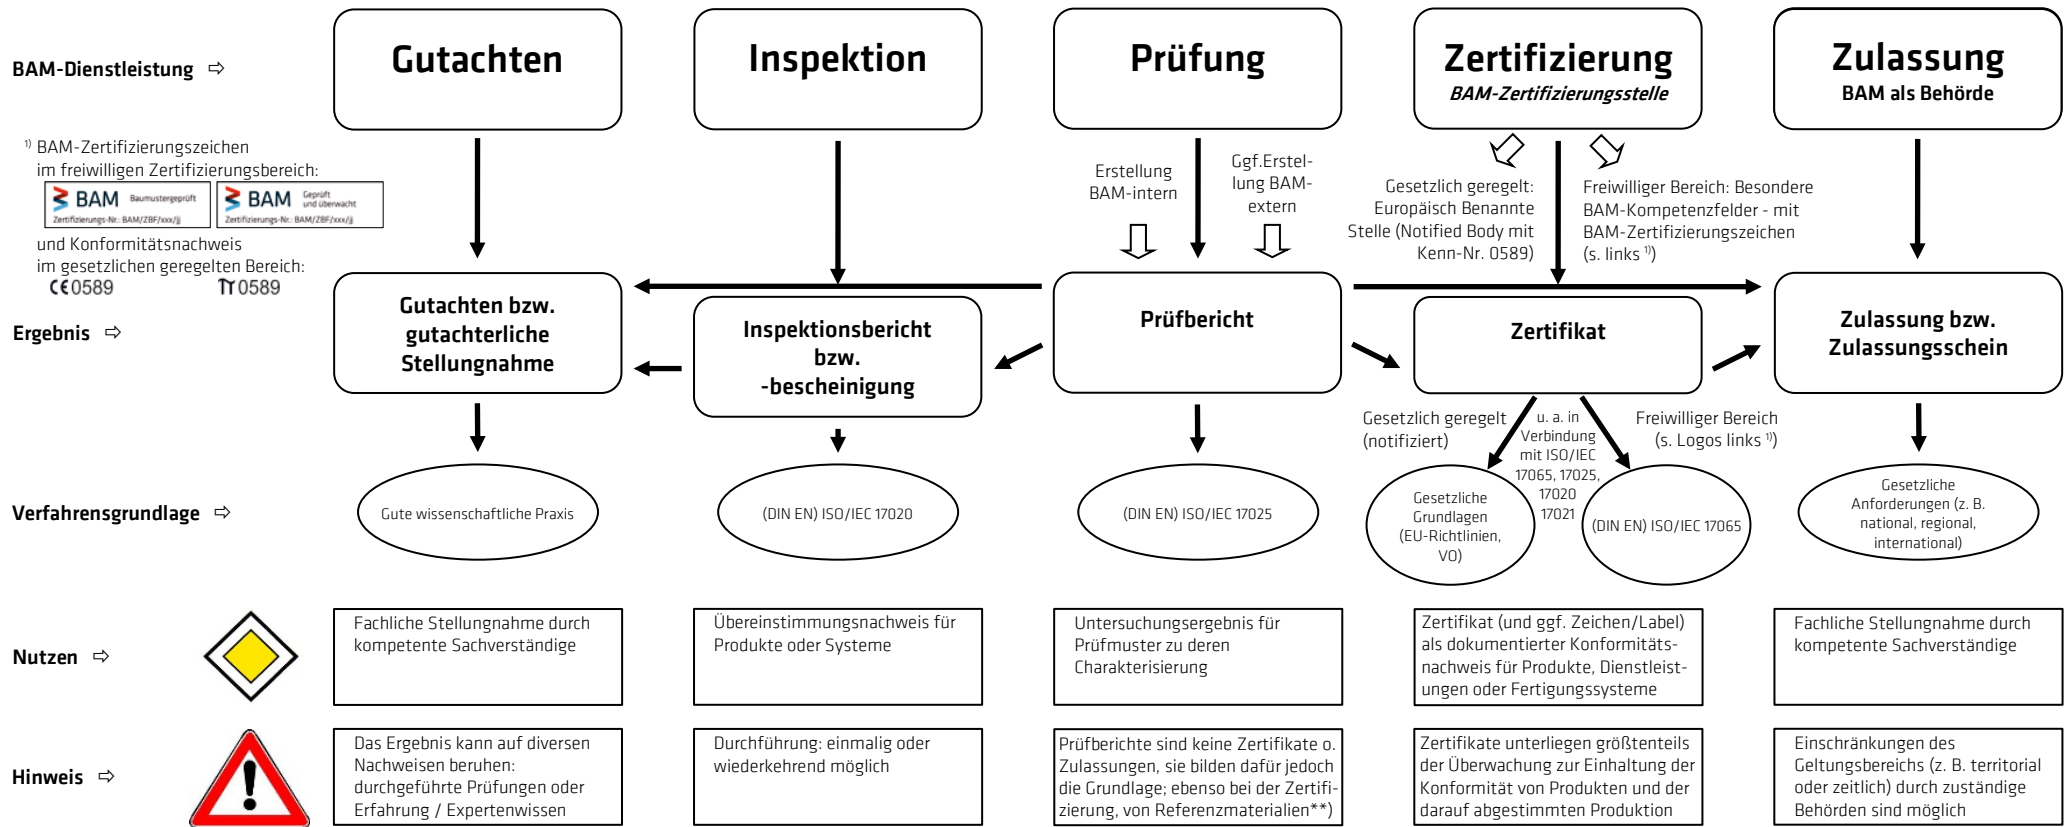 BAM-Dienstleistung ⇨
Gutachten
Inspektion
Prüfung
Zertifizierung
BAM-Zertifizierungsstelle
Zulassung
BAM als Behörde
¹⁾ BAM-Zertifizierungszeichen
im freiwilligen Zertifizierungsbereich:
BAM Baumustergeprüft
Zertifizierungs-Nr.: BAM/ZBF/xxx/jj
BAM Geprüft
und überwacht
Zertifizierungs-Nr.: BAM/ZBF/xxx/jj
und Konformitätsnachweis
im gesetzlichen geregelten Bereich:
CE0589
π0589
Erstellung
BAM-intern
Ggf.Erstel-
lung BAM-
extern
Gesetzlich geregelt:
Europäisch Benannte
Stelle (Notified Body mit
Kenn-Nr. 0589)
Freiwilliger Bereich: Besondere
BAM-Kompetenzfelder - mit
BAM-Zertifizierungszeichen
(s. links ¹⁾)
Ergebnis ⇨
Gutachten bzw.
gutachterliche
Stellungnahme
Inspektionsbericht
bzw.
-bescheinigung
Prüfbericht
Zertifikat
Zulassung bzw.
Zulassungsschein
Gesetzlich geregelt
(notifiziert)
u. a. in
Verbindung
mit ISO/IEC
17065, 17025,
17020
17021
Freiwilliger Bereich
(s. Logos links ¹⁾)
Verfahrensgrundlage ⇨
Gute wissenschaftliche Praxis
(DIN EN) ISO/IEC 17020
(DIN EN) ISO/IEC 17025
Gesetzliche
Grundlagen
(EU-Richtlinien,
VO)
(DIN EN) ISO/IEC 17065
Gesetzliche
Anforderungen (z. B.
national, regional,
international)
Nutzen ⇨
Fachliche Stellungnahme durch
kompetente Sachverständige
Übereinstimmungsnachweis für
Produkte oder Systeme
Untersuchungsergebnis für
Prüfmuster zu deren
Charakterisierung
Zertifikat (und ggf. Zeichen/Label)
als dokumentierter Konformitäts-
nachweis für Produkte, Dienstleist-
ungen oder Fertigungssysteme
Fachliche Stellungnahme durch
kompetente Sachverständige
Hinweis ⇨
Das Ergebnis kann auf diversen
Nachweisen beruhen:
durchgeführte Prüfungen oder
Erfahrung / Expertenwissen
Durchführung: einmalig oder
wiederkehrend möglich
Prüfberichte sind keine Zertifikate o.
Zulassungen, sie bilden dafür jedoch
die Grundlage; ebenso bei der Zertifi-
zierung, von Referenzmaterialien**)
Zertifikate unterliegen größtenteils
der Überwachung zur Einhaltung der
Konformität von Produkten und der
darauf abgestimmten Produktion
Einschränkungen des
Geltungsbereichs (z. B. territorial
oder zeitlich) durch zuständige
Behörden sind möglich